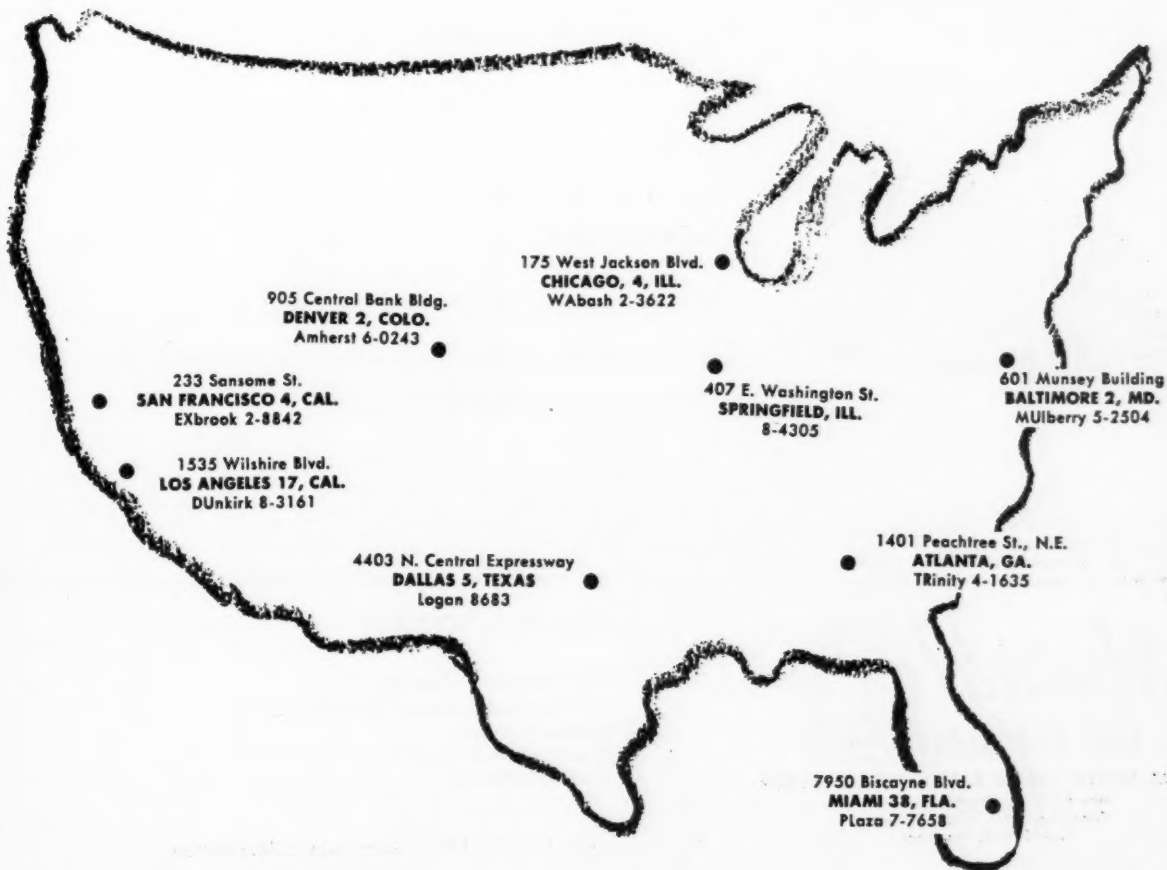 175 West Jackson Blvd.
CHICAGO, 4, ILL.
WAbash 2-3622
905 Central Bank Bldg.
DENVER 2, COLO.
Amherst 6-0243
233 Sansome St.
SAN FRANCISCO 4, CAL.
EXbrook 2-8842
407 E. Washington St.
SPRINGFIELD, ILL.
8-4305
601 Munsey Building
BALTIMORE 2, MD.
MUlberry 5-2504
1535 Wilshire Blvd.
LOS ANGELES 17, CAL.
DUnkirk 8-3161
4403 N. Central Expressway
DALLAS 5, TEXAS
Logan 8683
1401 Peachtree St., N.E.
ATLANTA, GA.
TRinity 4-1635
7950 Biscayne Blvd.
MIAMI 38, FLA.
PLaza 7-7658